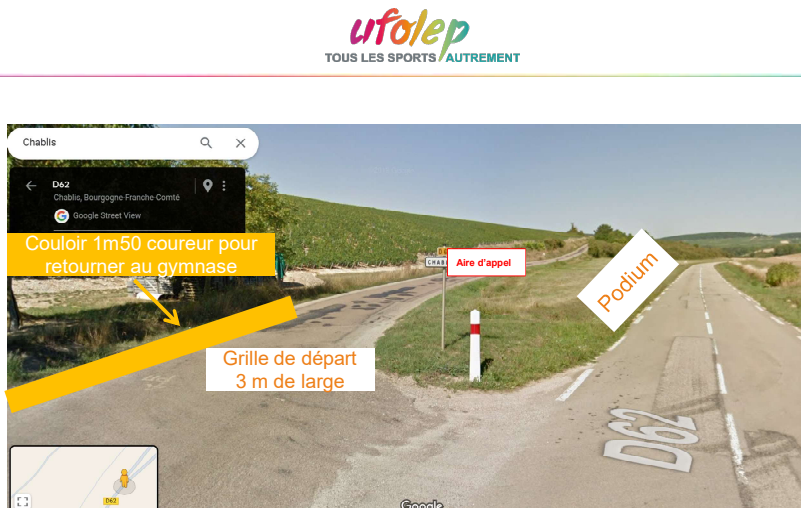 ufolep
TOUS LES SPORTS AUTREMENT
Chablis
D62
Chablis, Bourgogne-Franche-Comté
Google Street View
Couloir 1m50 coureur pour
retourner au gymnase
CHABL
Aire d'appel
Podium
Grille de départ
3 m de large
D62
D62
Google